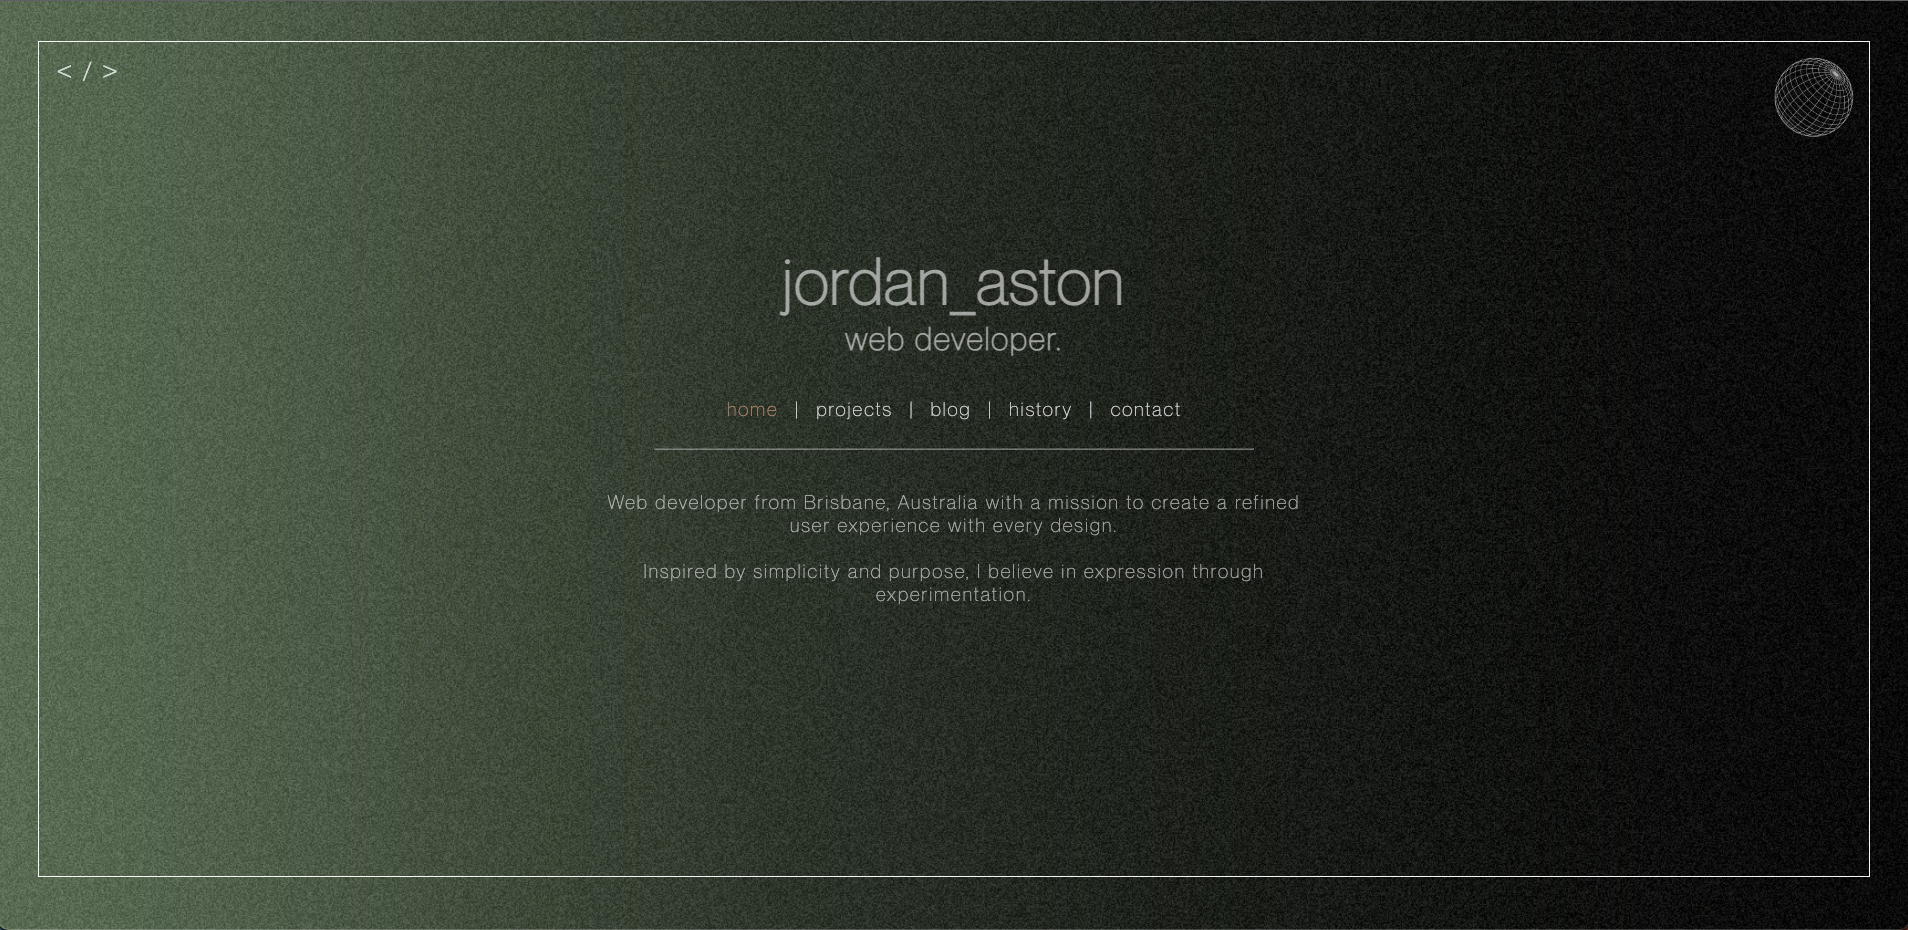 < / >
jordan_aston
web developer.
home | projects | blog | history | contact
Web developer from Brisbane, Australia with a mission to create a refined
user experience with every design.
Inspired by simplicity and purpose, I believe in expression through
experimentation.